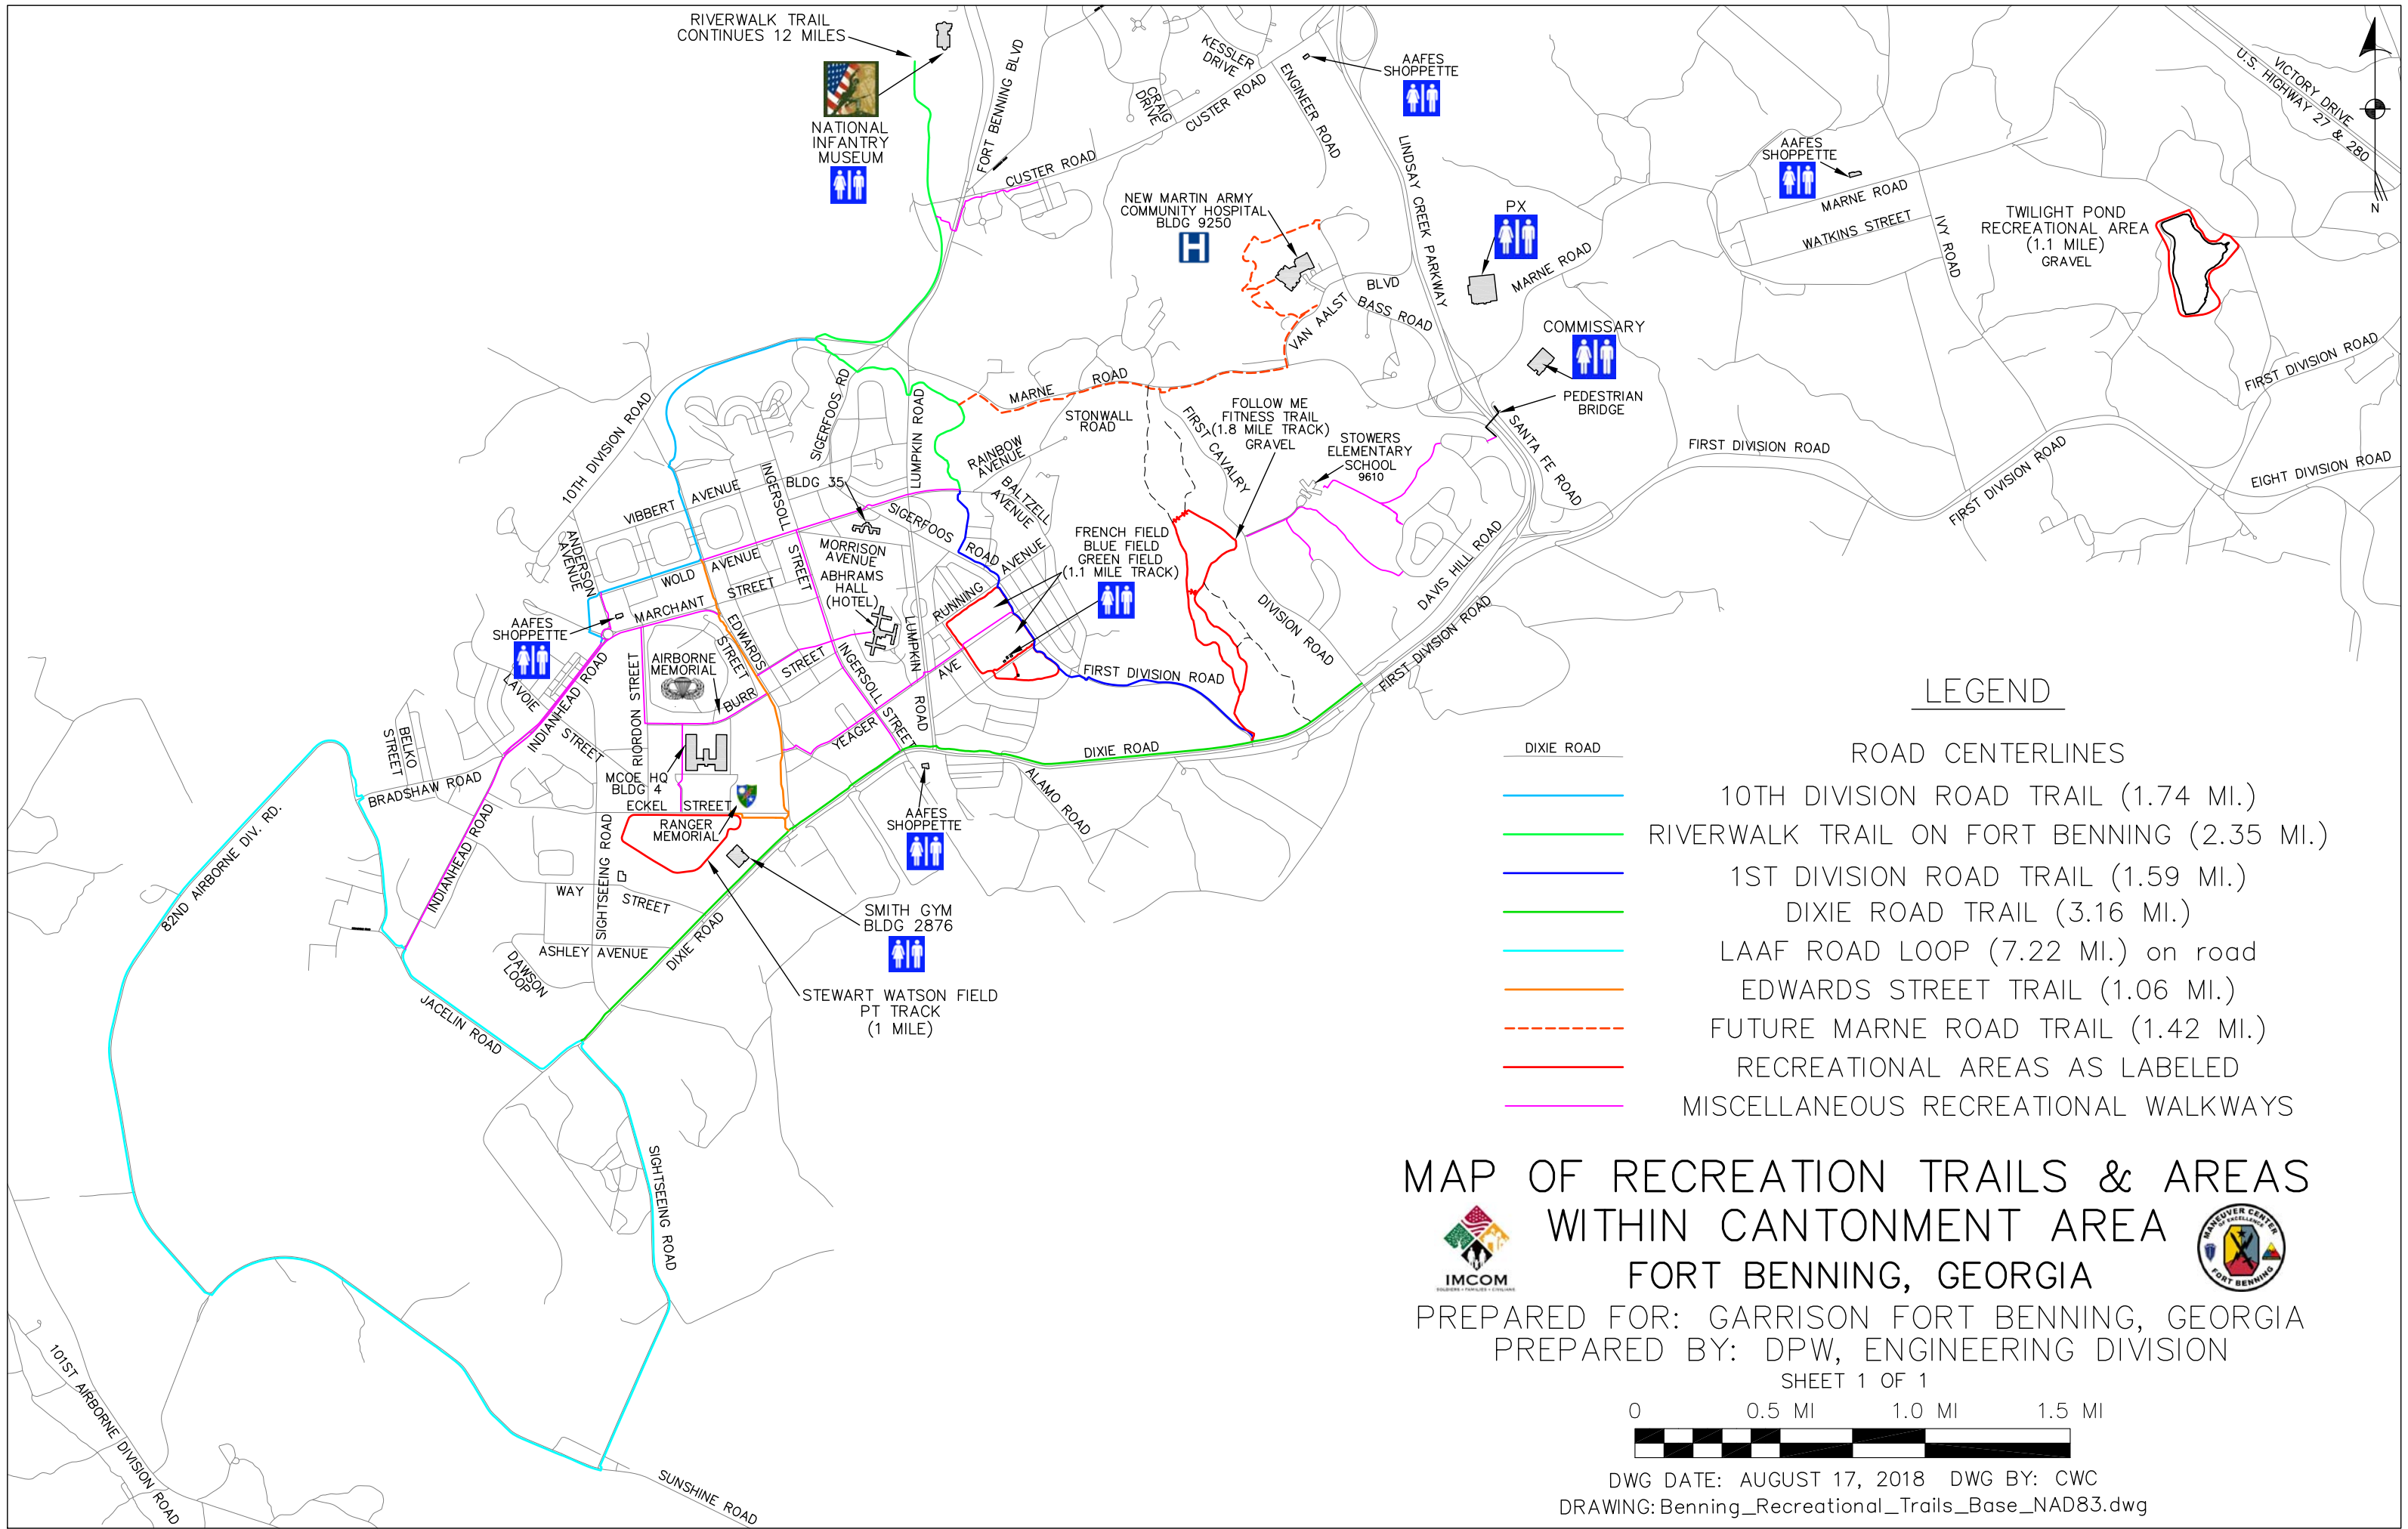 RIVERWALK TRAIL
CONTINUES 12 MILES
NATIONAL
INFANTRY
MUSEUM
FORT BENNING BLVD
CUSTER ROAD
KESSLER
DRIVE
CRAIG
DRIVE
CUSTER ROAD
ENGINEER ROAD
AAFES
SHOPPETTE
LINDSAY CREEK PARKWAY
NEW MARTIN ARMY
COMMUNITY HOSPITAL
BLDG 9250
H
PX
MARNE ROAD
VAN AALST
BLVD
BASS ROAD
COMMISSARY
PEDESTRIAN
BRIDGE
AAFES
SHOPPETTE
MARNE ROAD
WATKINS STREET
IVY ROAD
VICTORY DRIVE
U.S. HIGHWAY 27 & 280
N
TWILIGHT POND
RECREATIONAL AREA
(1.1 MILE)
GRAVEL
FIRST DIVISION ROAD
FIRST DIVISION ROAD
FIRST DIVISION ROAD
EIGHT DIVISION ROAD
SANTA FE ROAD
DAVIS HILL ROAD
FIRST DIVISION ROAD
MARNE ROAD
STONWALL
ROAD
FIRST CAVALRY
DIVISION ROAD
FOLLOW ME
FITNESS TRAIL
(1.8 MILE TRACK)
GRAVEL
STOWERS
ELEMENTARY
SCHOOL
9610
10TH DIVISION ROAD
SIGERFOOS RD
LUMPKIN ROAD
RAINBOW
AVENUE
BALTZELL
AVENUE
VIBBERT AVENUE
INGERSOLL STREET
BLDG 35
SIGERFOOS ROAD
FRENCH FIELD
BLUE FIELD
GREEN FIELD
(1.1 MILE TRACK)
RUNNING AVENUE
ANDERSON
AVENUE
WOLD AVENUE
MORRISON
AVENUE
ABHRAMS
HALL
(HOTEL)
MARCHANT STREET
EDWARDS
STREET
AAFES
SHOPPETTE
AIRBORNE
MEMORIAL
BURR STREET
INGERSOLL STREET
LUMPKIN ROAD
YEAGER AVE
FIRST DIVISION ROAD
DIXIE ROAD
ALAMO ROAD
LAVOIE STREET
INDIANHEAD ROAD
RIORDON STREET
BELKO
STREET
BRADSHAW ROAD
MCOE HQ
BLDG 4
ECKEL STREET
RANGER
MEMORIAL
AAFES
SHOPPETTE
INDIANHEAD ROAD
SIGHTSEEING ROAD
82ND AIRBORNE DIV. RD.
WAY STREET
ASHLEY AVENUE
DAWSON
LOOP
DIXIE ROAD
SMITH GYM
BLDG 2876
STEWART WATSON FIELD
PT TRACK
(1 MILE)
JACELIN ROAD
SIGHTSEEING ROAD
101ST AIRBORNE DIVISION ROAD
SUNSHINE ROAD
LEGEND
DIXIE ROAD ROAD CENTERLINES
10TH DIVISION ROAD TRAIL (1.74 MI.)
RIVERWALK TRAIL ON FORT BENNING (2.35 MI.)
1ST DIVISION ROAD TRAIL (1.59 MI.)
DIXIE ROAD TRAIL (3.16 MI.)
LAAF ROAD LOOP (7.22 MI.) on road
EDWARDS STREET TRAIL (1.06 MI.)
FUTURE MARNE ROAD TRAIL (1.42 MI.)
RECREATIONAL AREAS AS LABELED
MISCELLANEOUS RECREATIONAL WALKWAYS
MAP OF RECREATION TRAILS & AREAS
WITHIN CANTONMENT AREA
FORT BENNING, GEORGIA
IMCOM
SOLDIERS • FAMILIES • CIVILIANS
MANEUVER CENTER
OF EXCELLENCE
FORT BENNING
PREPARED FOR: GARRISON FORT BENNING, GEORGIA
PREPARED BY: DPW, ENGINEERING DIVISION
SHEET 1 OF 1
0 0.5 MI 1.0 MI 1.5 MI
DWG DATE: AUGUST 17, 2018 DWG BY: CWC
DRAWING: Benning_Recreational_Trails_Base_NAD83.dwg